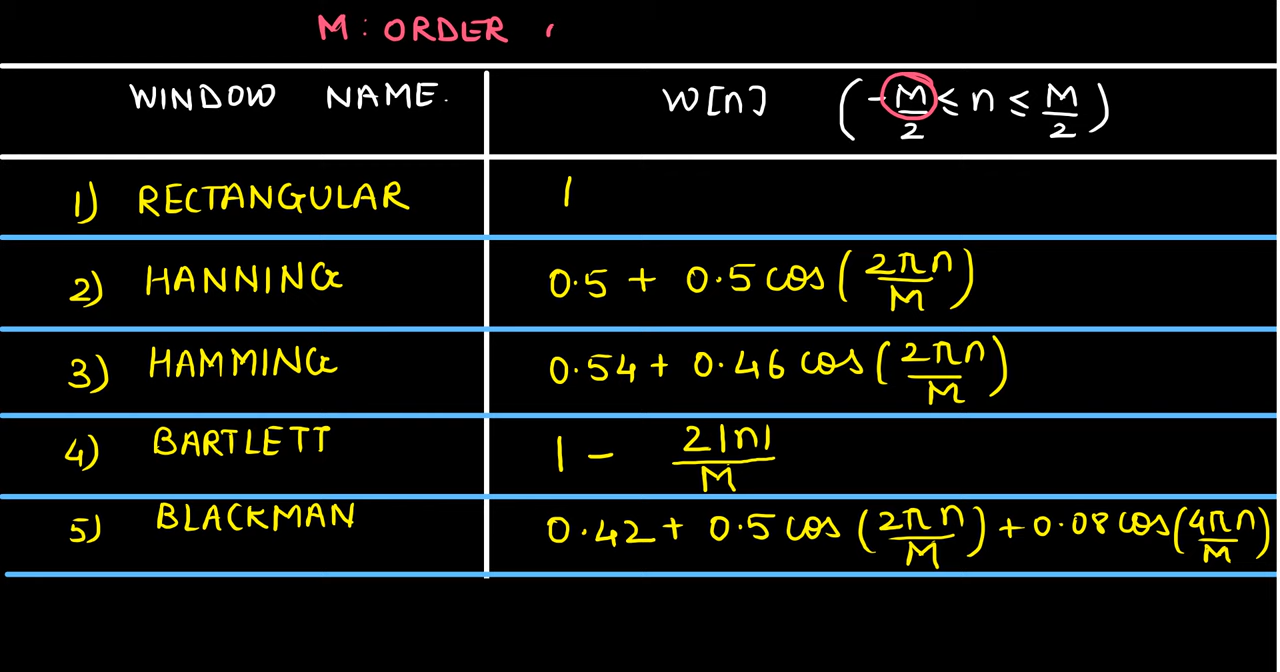 M : ORDER
WINDOW NAME. W[n] (-M/2 ≤ n ≤ M/2)
1) RECTANGULAR 1
2) HANNING 0.5 + 0.5 cos(2πn/M)
3) HAMMING 0.54 + 0.46 cos(2πn/M)
4) BARTLETT 1 - 2|n|/M
5) BLACKMAN 0.42 + 0.5 cos(2πn/M) + 0.08 cos(4πn/M)